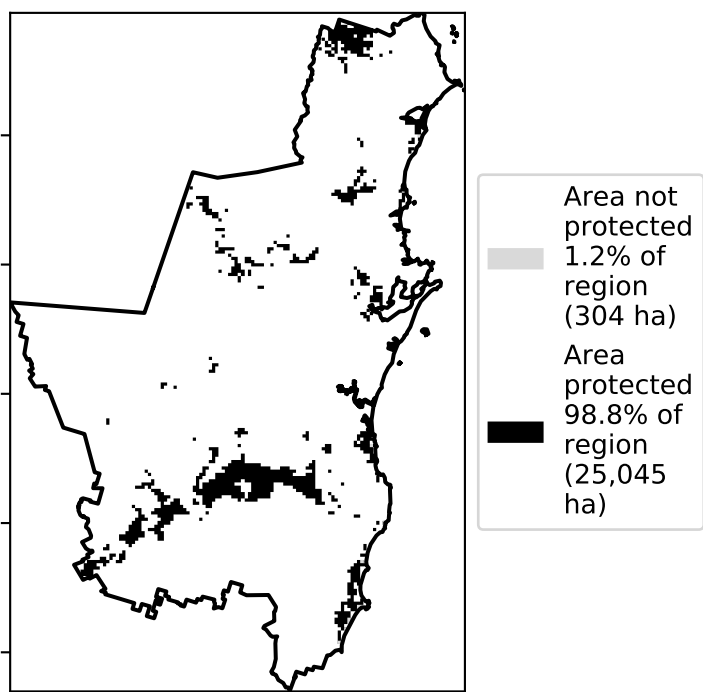 Area not
protected
1.2% of
region
(304 ha)
Area
protected
98.8% of
region
(25,045
ha)